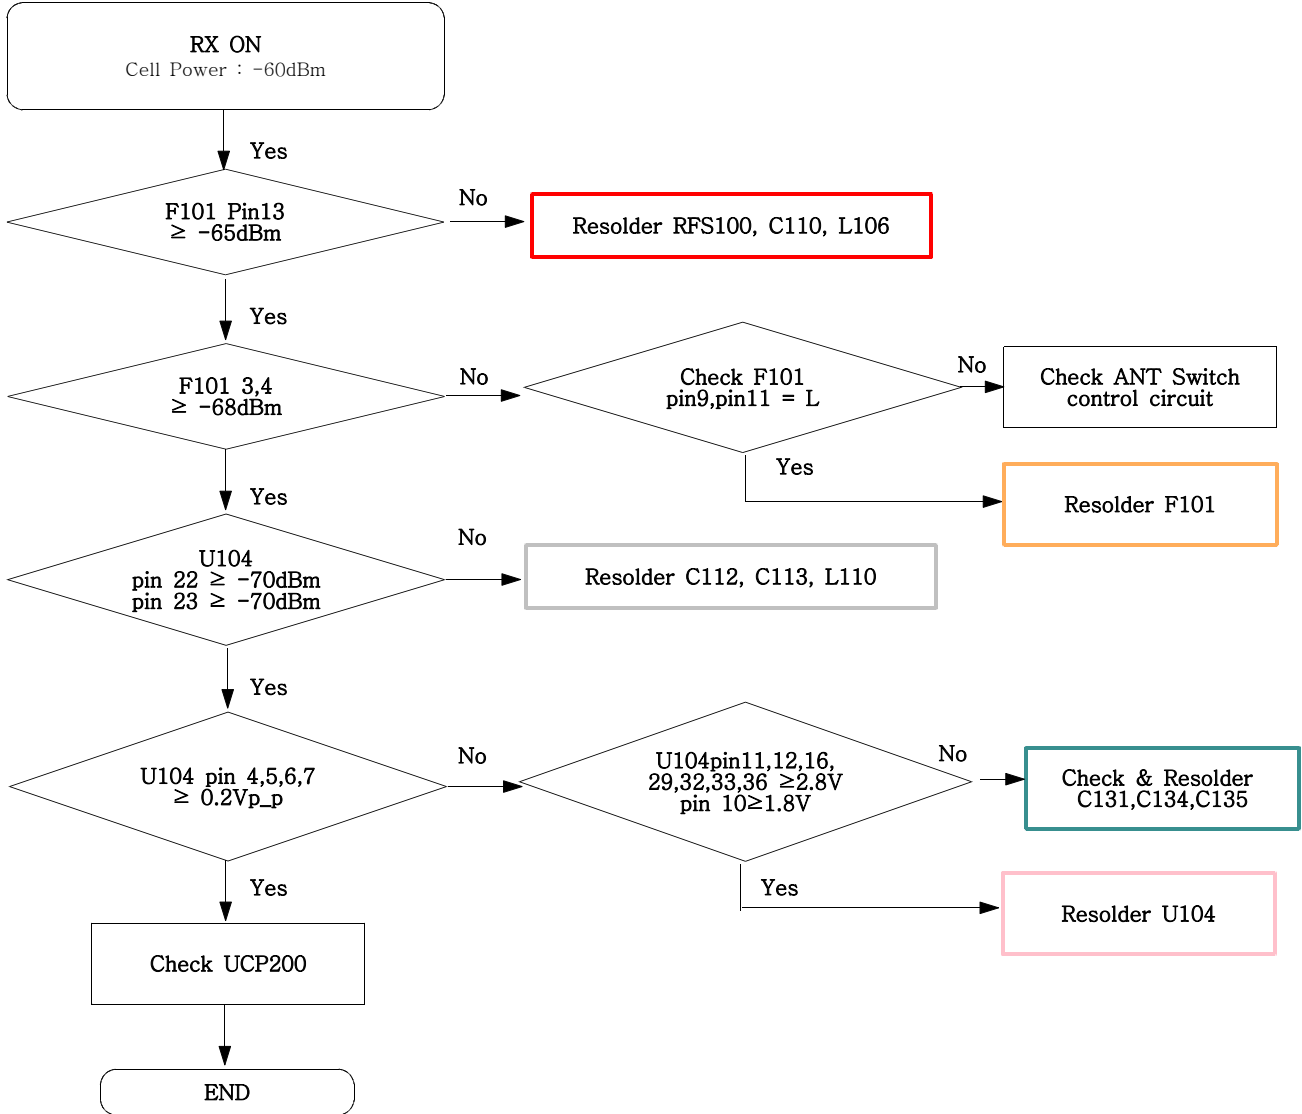 RX ON
Cell Power : -60dBm
Yes
F101 Pin13
≥ -65dBm
No
Resolder RFS100, C110, L106
Yes
F101 3,4
≥ -68dBm
No
Check F101
pin9,pin11 = L
No
Check ANT Switch
control circuit
Yes
Resolder F101
Yes
U104
pin 22 ≥ -70dBm
pin 23 ≥ -70dBm
No
Resolder C112, C113, L110
Yes
U104 pin 4,5,6,7
≥ 0.2Vp_p
No
U104pin11,12,16,
29,32,33,36 ≥2.8V
pin 10≥1.8V
No
Check & Resolder
C131,C134,C135
Yes
Resolder U104
Yes
Check UCP200
END